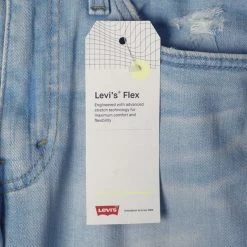 Levi's® Flex
Engineered with advanced
stretch technology for
maximum comfort and
flexibility
Levi's